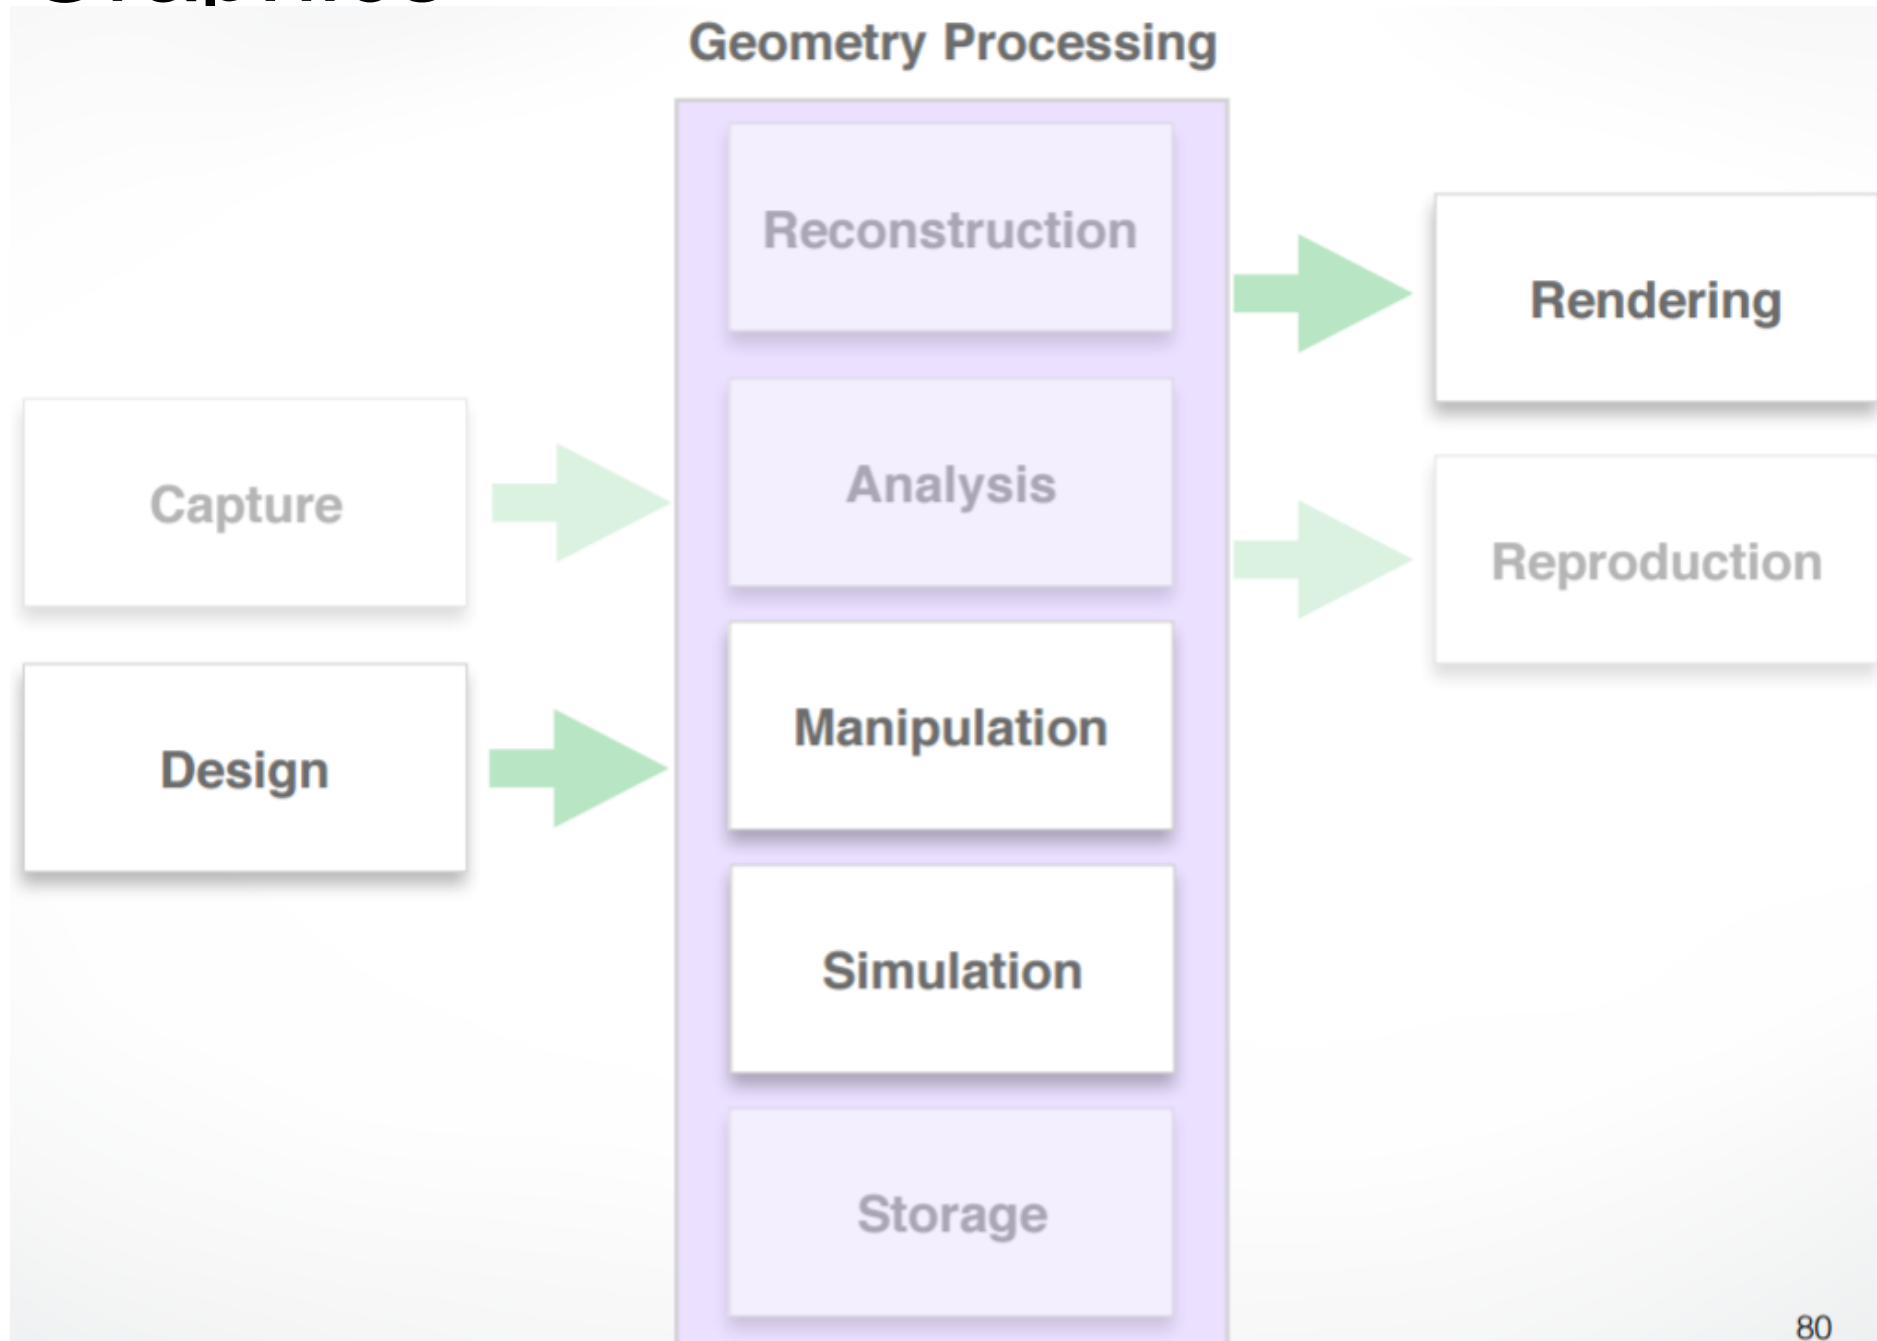 Geometry Processing
Reconstruction
Rendering
Capture
Analysis
Reproduction
Design
Manipulation
Simulation
Storage
80